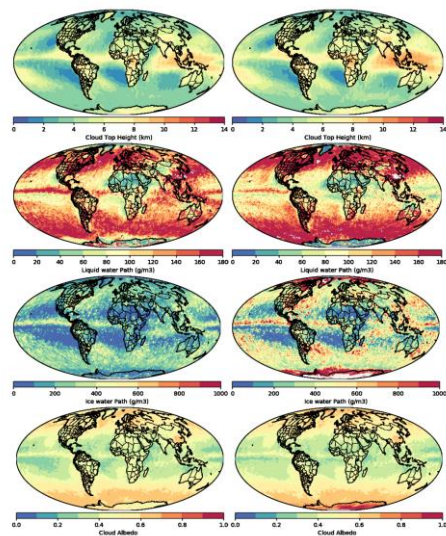 0 2 4 6 8 10 12 14 0 2 4 6 8 10 12 14
Cloud Top Height (km) Cloud Top Height (km)
0 20 40 60 80 100 120 140 160 180 0 20 40 60 80 100 120 140 160 180
Liquid water Path (g/m3) Liquid water Path (g/m3)
0 200 400 600 800 1000 0 200 400 600 800 1000
Ice water Path (g/m3) Ice water Path (g/m3)
0.0 0.2 0.4 0.6 0.8 1.0 0.0 0.2 0.4 0.6 0.8 1.0
Cloud Albedo Cloud Albedo